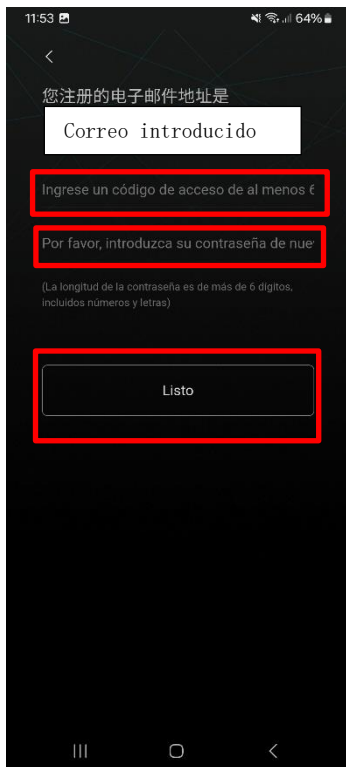 11:53 64%
您注册的电子邮件地址是
Correo introducido
Ingrese un código de acceso de al menos 6
Por favor, introduzca su contraseña de nue
(La longitud de la contraseña es de más de 6 dígitos,
incluidos números y letras)
Listo